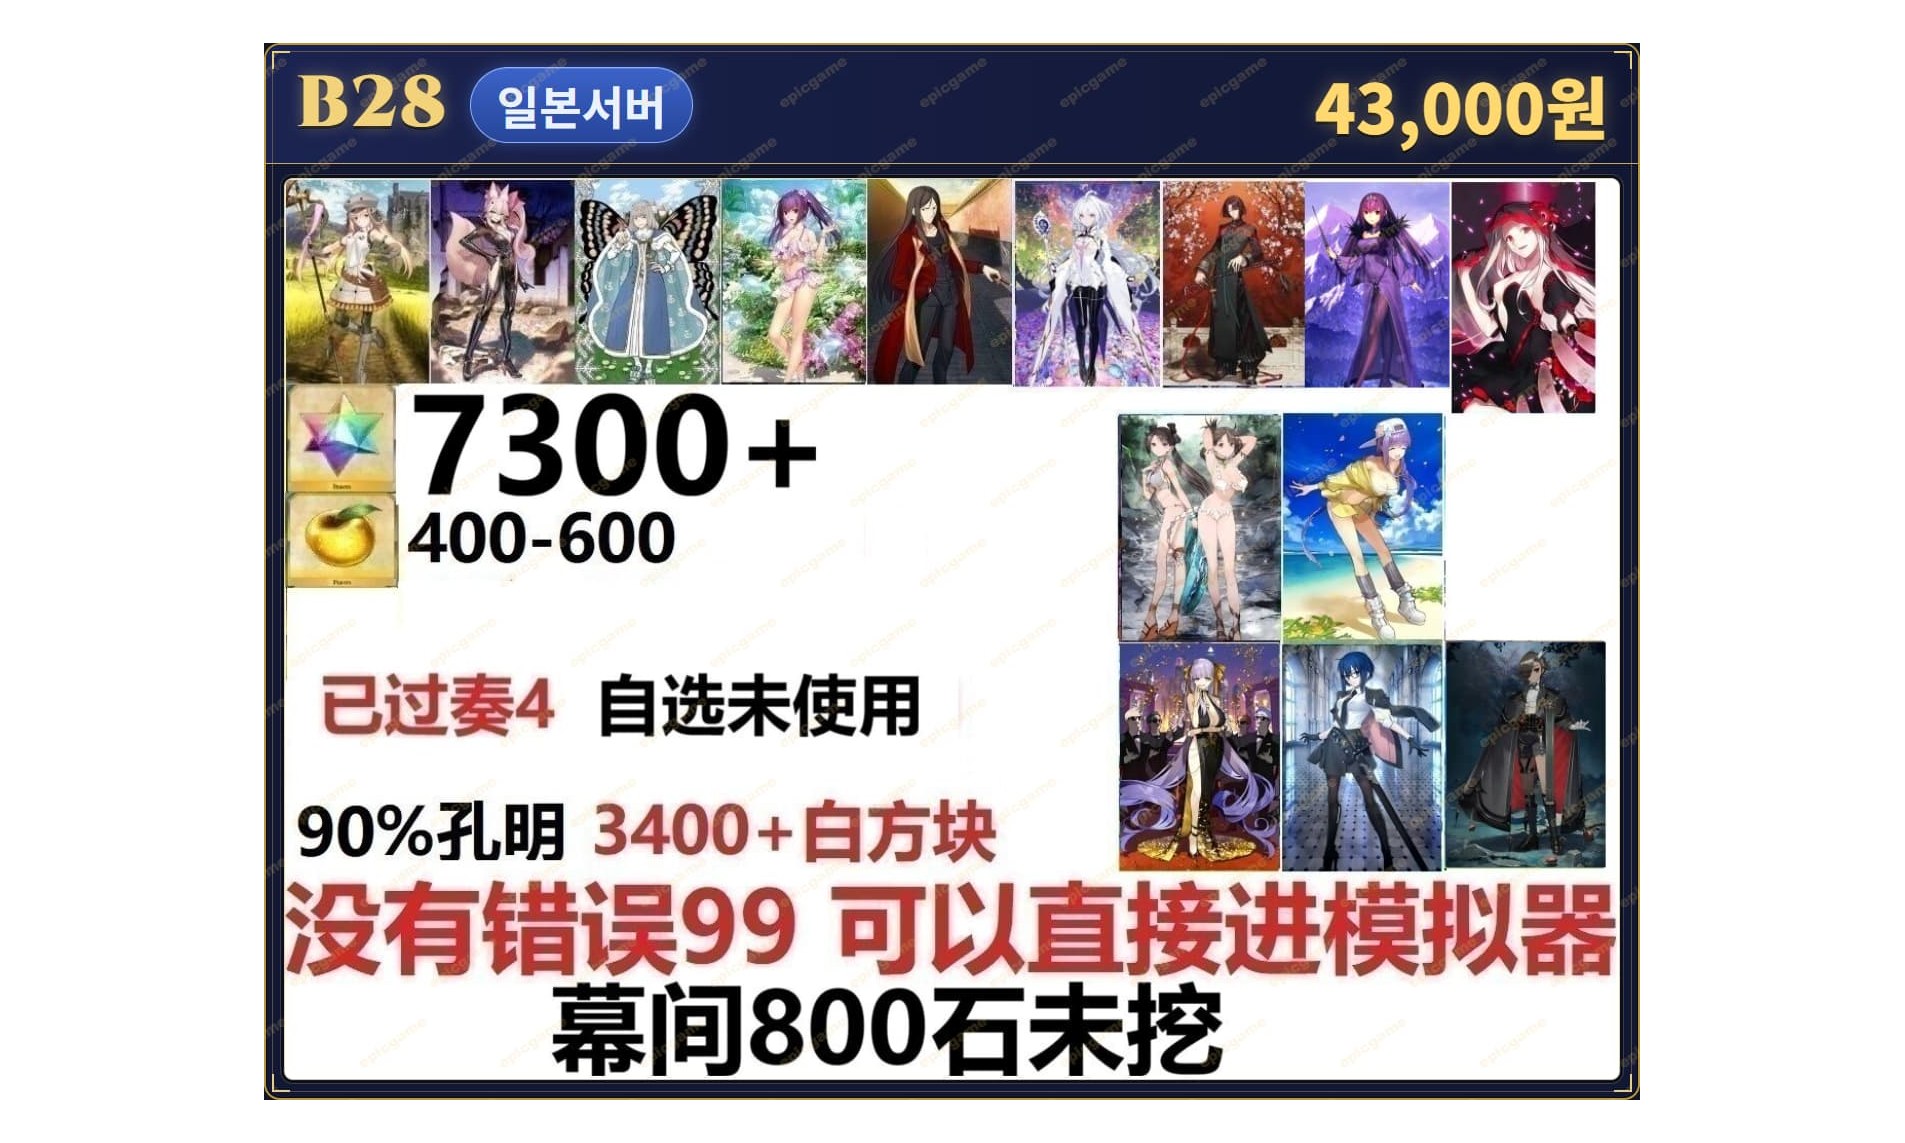 B28 일본서버 43,000원
7300+
400-600
已过奏4 自选未使用
90%孔明 3400+白方块
没有错误99 可以直接进模拟器
幕间800石未挖
epicgame